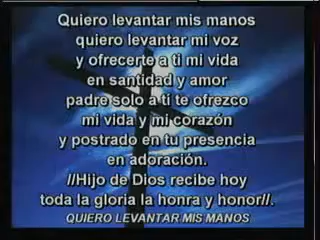 Quiero levantar mis manos
quiero levantar mi voz
y ofrecerte a ti mi vida
en santidad y amor
padre solo a ti te ofrezco
mi vida y mi corazón
y postrado en tu presencia
en adoración.
//Hijo de Dios recibe hoy
toda la gloria la honra y honor//.
QUIERO LEVANTAR MIS MANOS